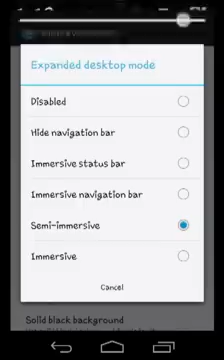 Expanded desktop mode
Disabled
Hide navigation bar
Immersive status bar
Immersive navigation bar
Semi-immersive
Immersive
Cancel
Solid black background